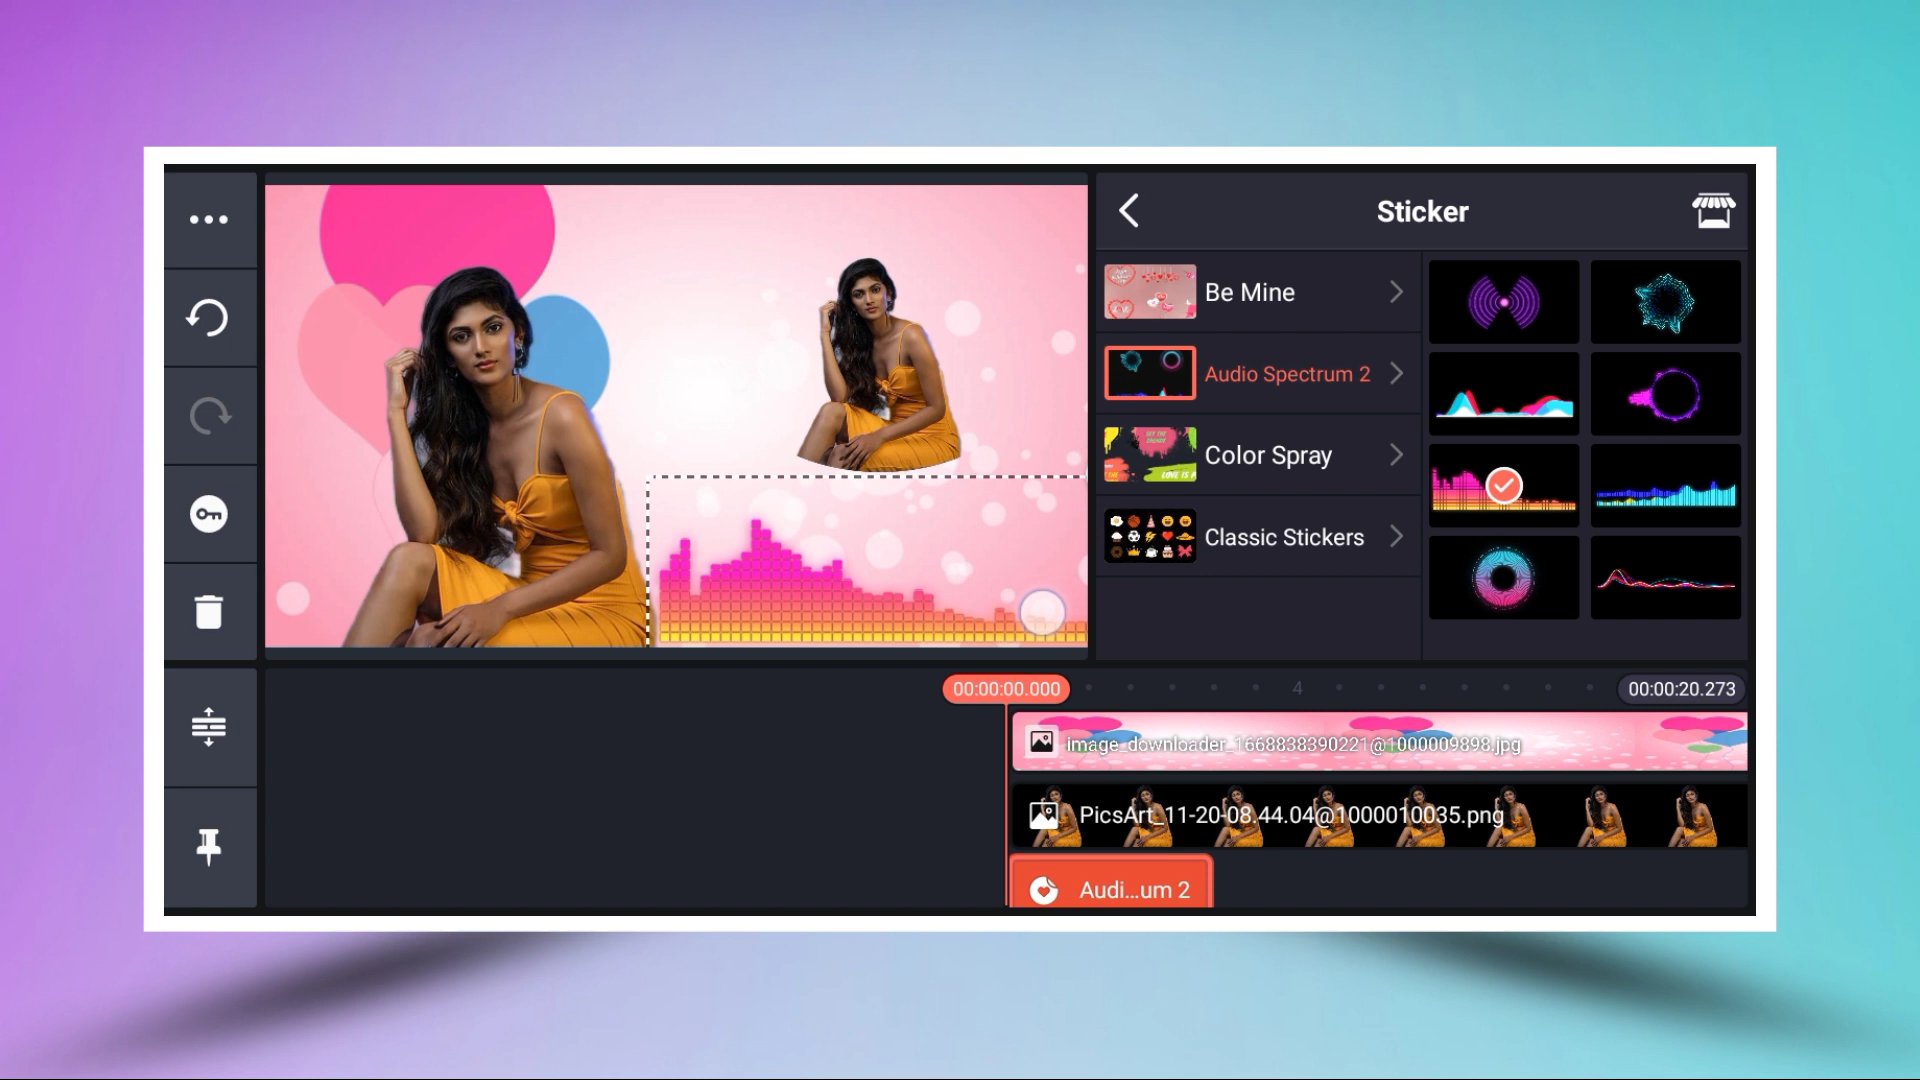 Sticker
Be Mine
Audio Spectrum 2
Color Spray
Classic Stickers
00:00:00.000
4
00:00:20.273
image_downloader_1668838390221@1000009898.jpg
PicsArt_11-20-08.44.04@1000010035.png
Audi...um 2